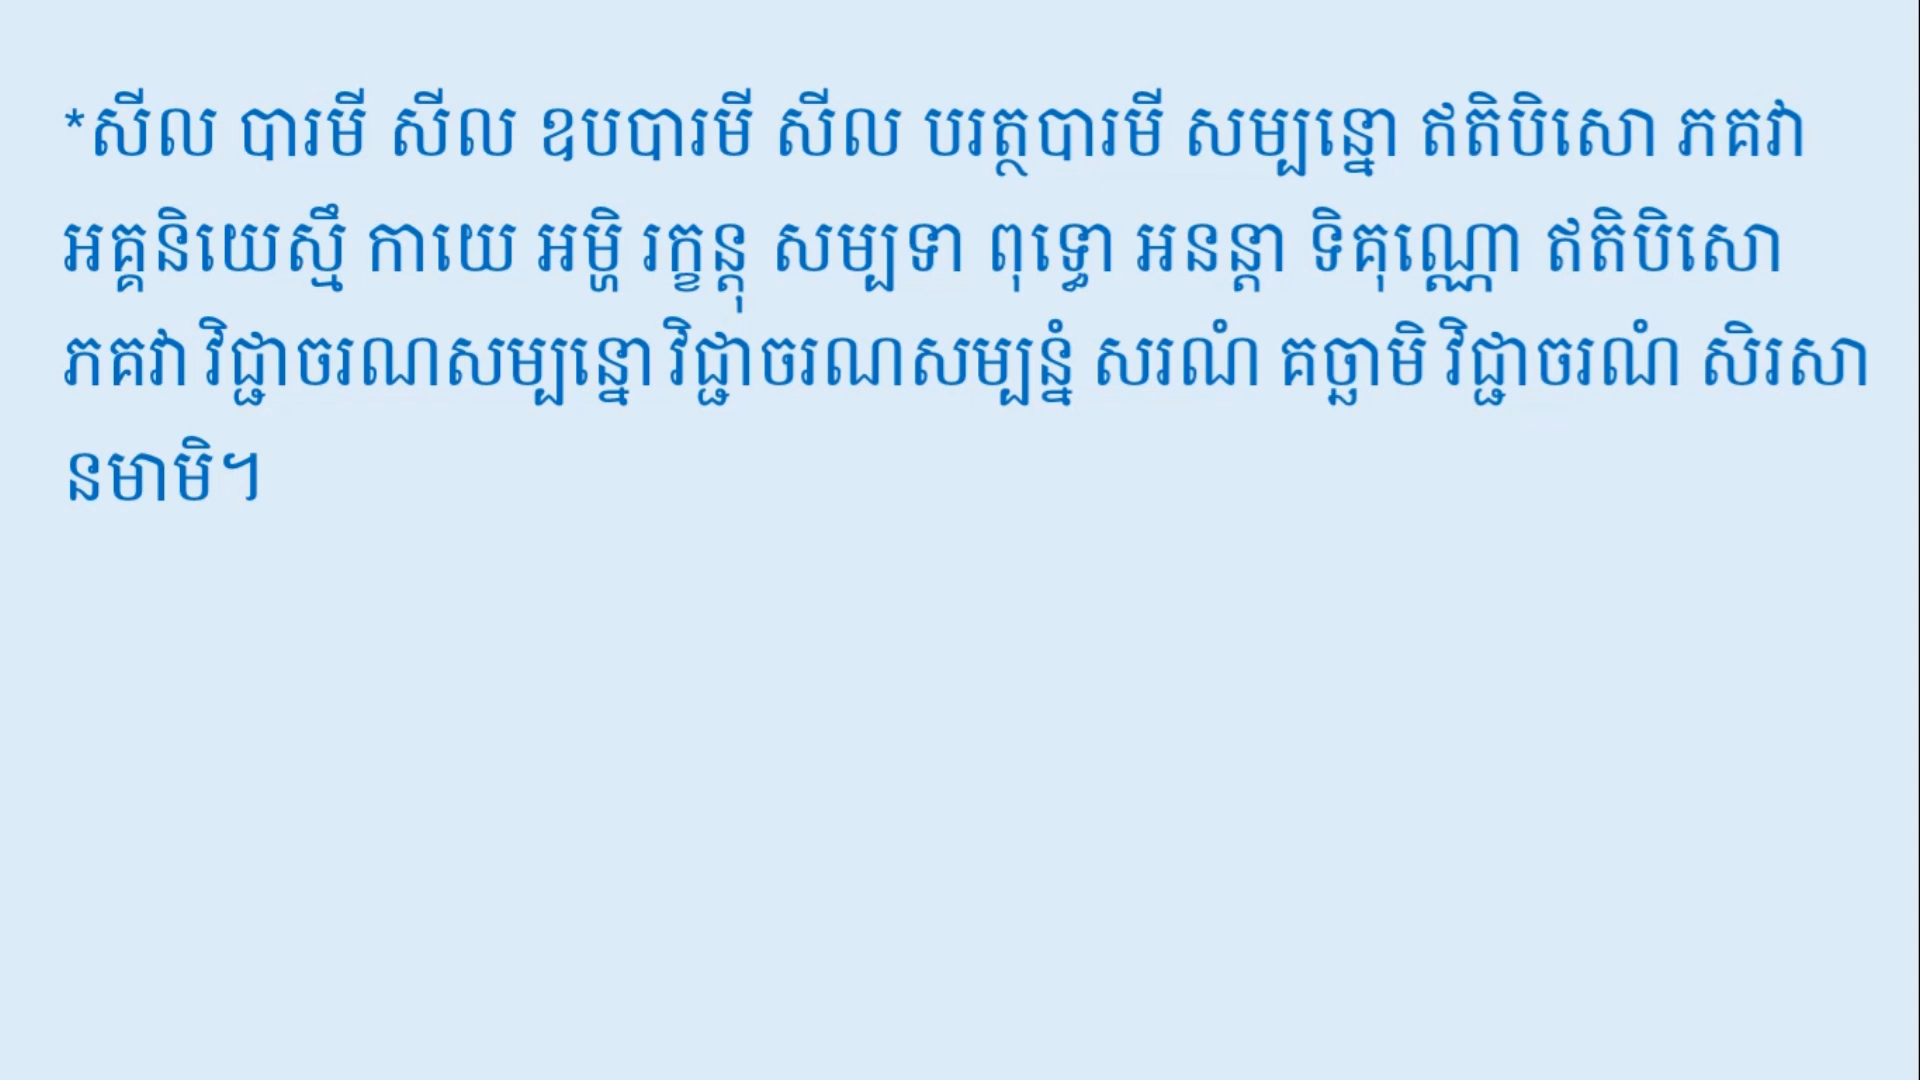 *សីល បារមី សីល ឧបបារមី សីល បរត្ថបារមី សម្បន្នោ ឥតិបិសោ ភគវា
អគ្គនិយេស្មឹ កាយេ អម្ហិ រក្ខន្តុ សម្បទា ពុទ្ធោ អនន្តា ទិគុណ្ណោ ឥតិបិសោ
ភគវា វិជ្ជាចរណសម្បន្នោ វិជ្ជាចរណសម្បន្នំ សរណំ គច្ឆាមិ វិជ្ជាចរណំ សិរសា
នមាមិ។